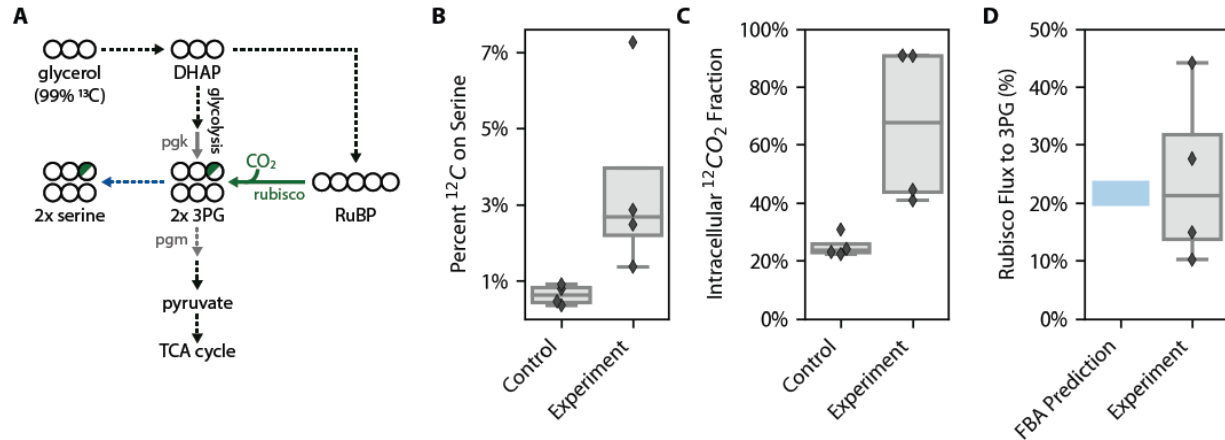 A
glycerol
(99% ¹³C)
DHAP
glycolysis
pgk
CO₂
rubisco
2x serine
2x 3PG
RuBP
pgm
pyruvate
TCA cycle
B
Percent ¹²C on Serine
7%
5%
3%
1%
Control
Experiment
C
Intracellular ¹²CO₂ Fraction
100%
80%
60%
40%
20%
0%
Control
Experiment
D
Rubisco Flux to 3PG (%)
50%
40%
30%
20%
10%
0%
FBA Prediction
Experiment